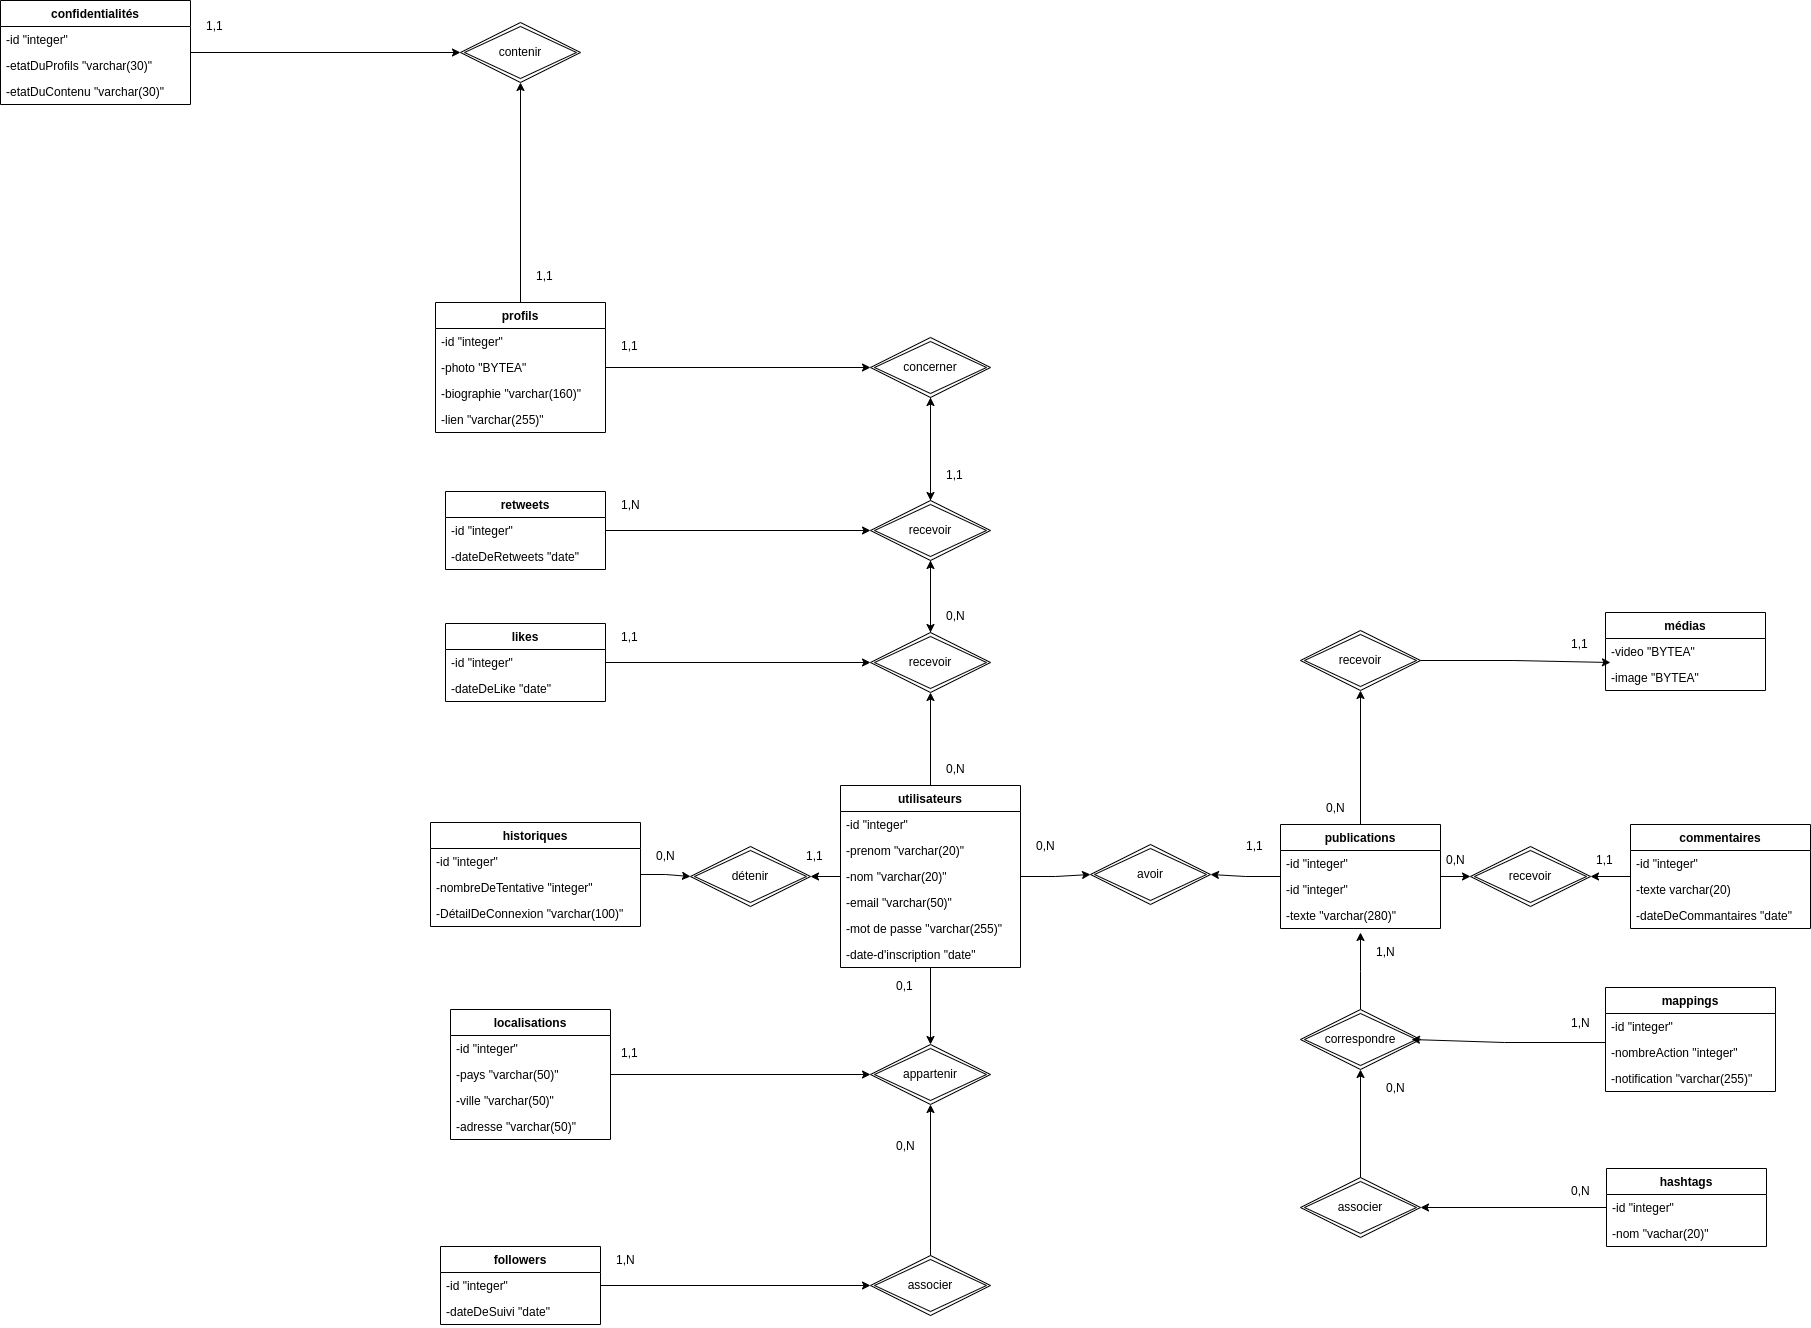 confidentialités
-id "integer"
-etatDuProfils "varchar(30)"
-etatDuContenu "varchar(30)"
1,1
contenir
1,1
profils
-id "integer"
-photo "BYTEA"
-biographie "varchar(160)"
-lien "varchar(255)"
1,1
concerner
1,1
retweets
-id "integer"
-dateDeRetweets "date"
1,N
recevoir
0,N
likes
-id "integer"
-dateDeLike "date"
1,1
recevoir
0,N
recevoir
1,1
médias
-video "BYTEA"
-image "BYTEA"
0,N
historiques
-id "integer"
-nombreDeTentative "integer"
-DétailDeConnexion "varchar(100)"
0,N
détenir
1,1
utilisateurs
-id "integer"
-prenom "varchar(20)"
-nom "varchar(20)"
-email "varchar(50)"
-mot de passe "varchar(255)"
-date-d'inscription "date"
0,N
avoir
1,1
publications
-id "integer"
-id "integer"
-texte "varchar(280)"
0,N
recevoir
1,1
commentaires
-id "integer"
-texte varchar(20)
-dateDeCommantaires "date"
0,1
localisations
-id "integer"
-pays "varchar(50)"
-ville "varchar(50)"
-adresse "varchar(50)"
1,1
appartenir
0,N
1,N
correspondre
1,N
mappings
-id "integer"
-nombreAction "integer"
-notification "varchar(255)"
0,N
associer
0,N
hashtags
-id "integer"
-nom "vachar(20)"
followers
-id "integer"
-dateDeSuivi "date"
1,N
associer